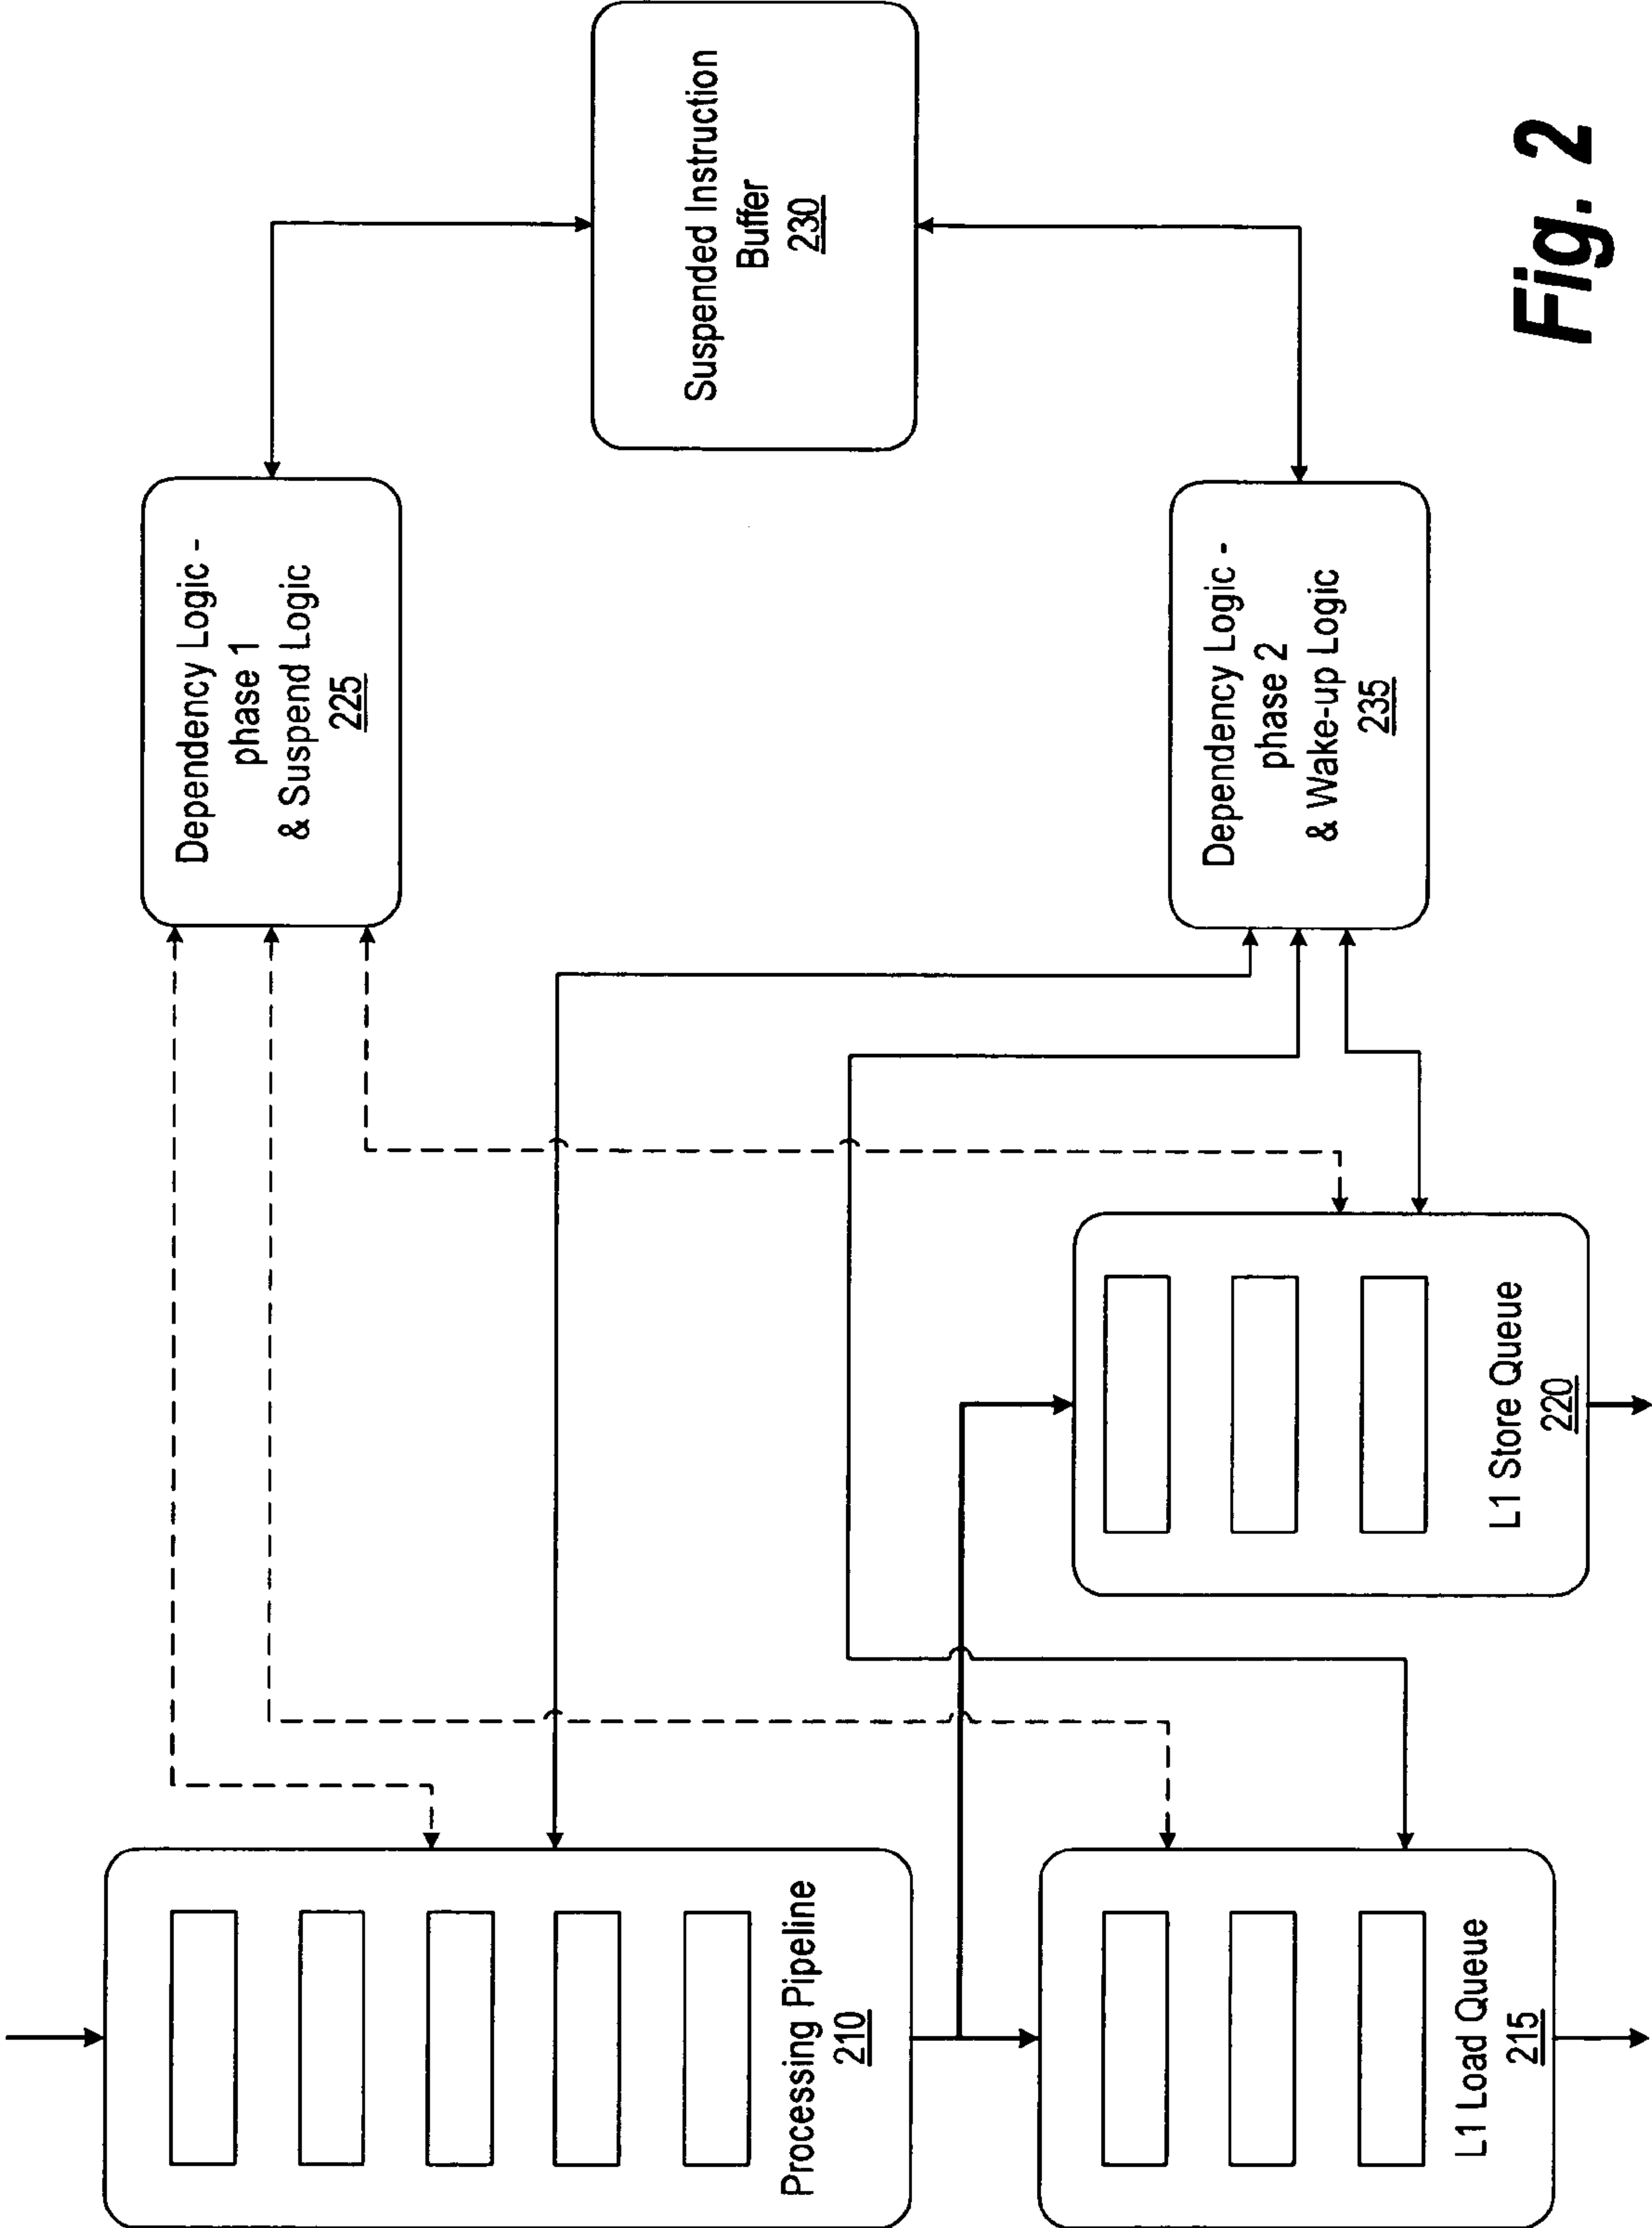 Processing Pipeline
210
L1 Load Queue
215
L1 Store Queue
220
Dependency Logic -
phase 1
& Suspend Logic
225
Dependency Logic -
phase 2
& Wake-up Logic
235
Suspended Instruction
Buffer
230
Fig. 2